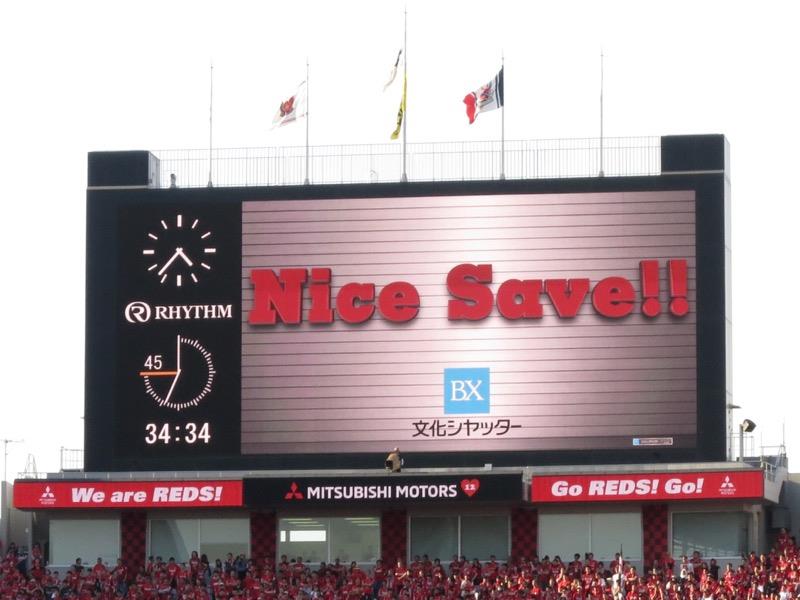 RHYTHM
45
34:34
Nice Save!!
BX
文化シヤッター
We are REDS!
MITSUBISHI MOTORS 12
Go REDS! Go!